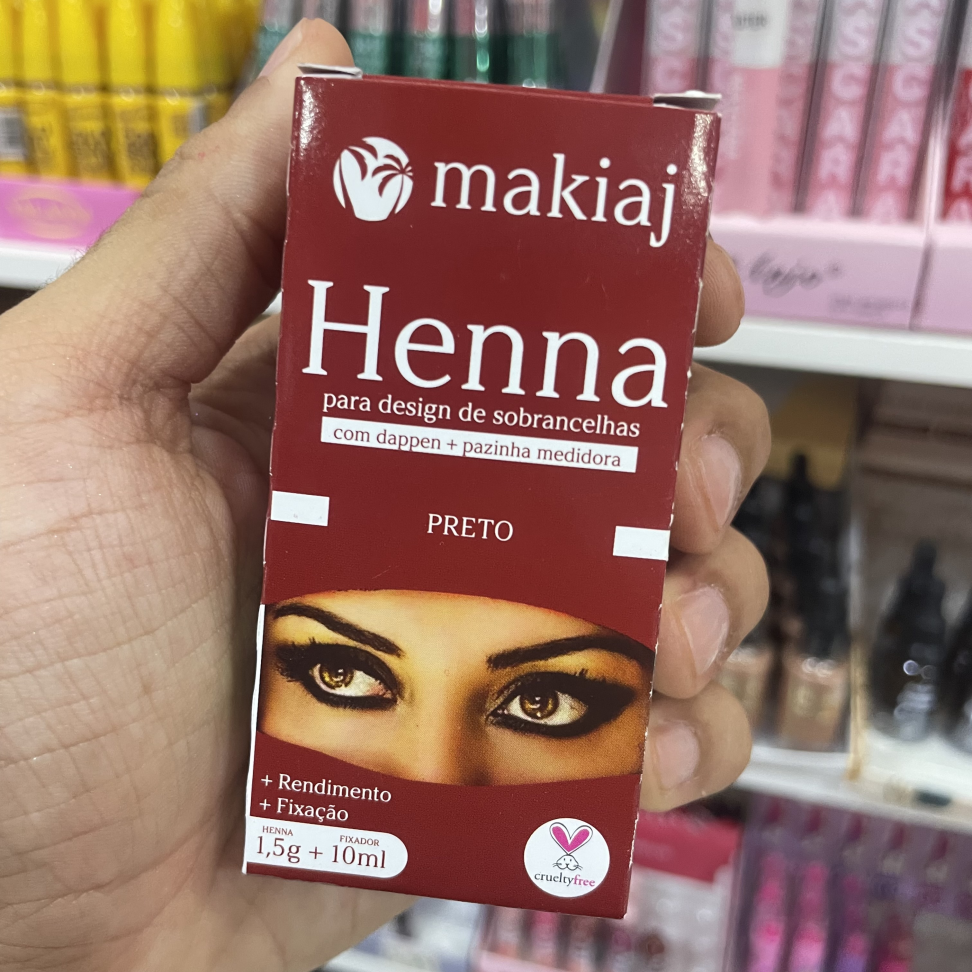 makiaj
Henna
para design de sobrancelhas
com dappen + pazinha medidora
PRETO
+ Rendimento
+ Fixação
HENNA FIXADOR
1,5g + 10ml
crueltyfree